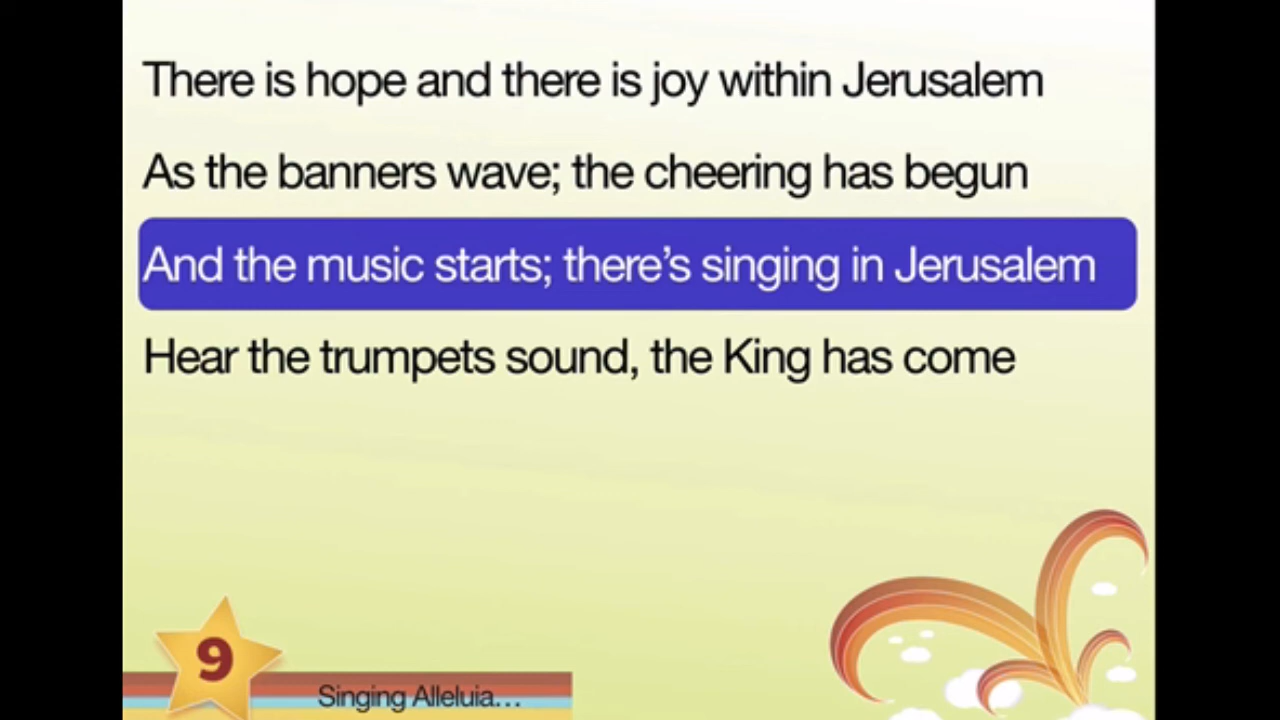 There is hope and there is joy within Jerusalem
As the banners wave; the cheering has begun
And the music starts; there’s singing in Jerusalem
Hear the trumpets sound, the King has come
9
Singing Alleluia…